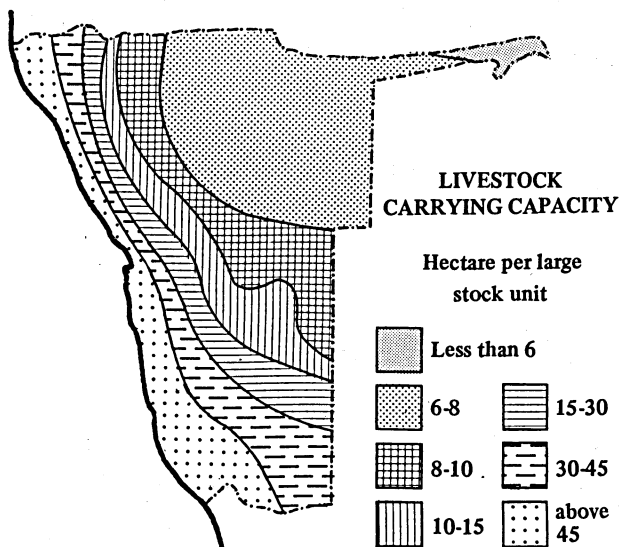 LIVESTOCK
CARRYING CAPACITY
Hectare per large
stock unit
Less than 6
6-8
15-30
8-10
30-45
10-15
above
45